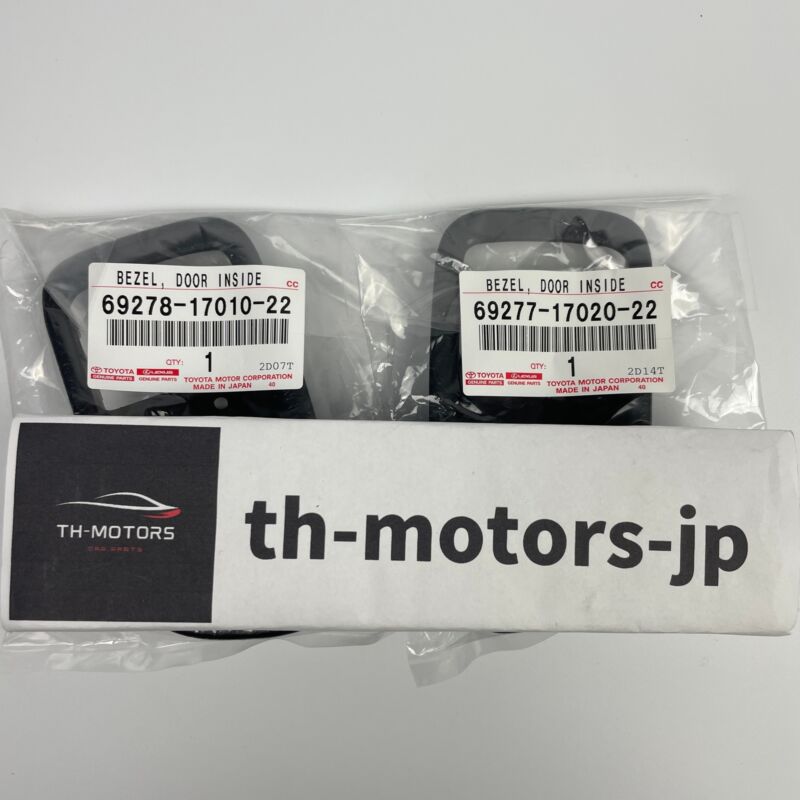 BEZEL, DOOR INSIDE CC
69278-17010-22
TOYOTA LEXUS QTY: 1 2D07T
GENUINE PARTS GENUINE PARTS TOYOTA MOTOR CORPORATION
MADE IN JAPAN 40
BEZEL, DOOR INSIDE CC
69277-17020-22
TOYOTA LEXUS QTY: 1 2D14T
GENUINE PARTS GENUINE PARTS TOYOTA MOTOR CORPORATION
MADE IN JAPAN 40
TH-MOTORS
CAR PARTS
th-motors-jp